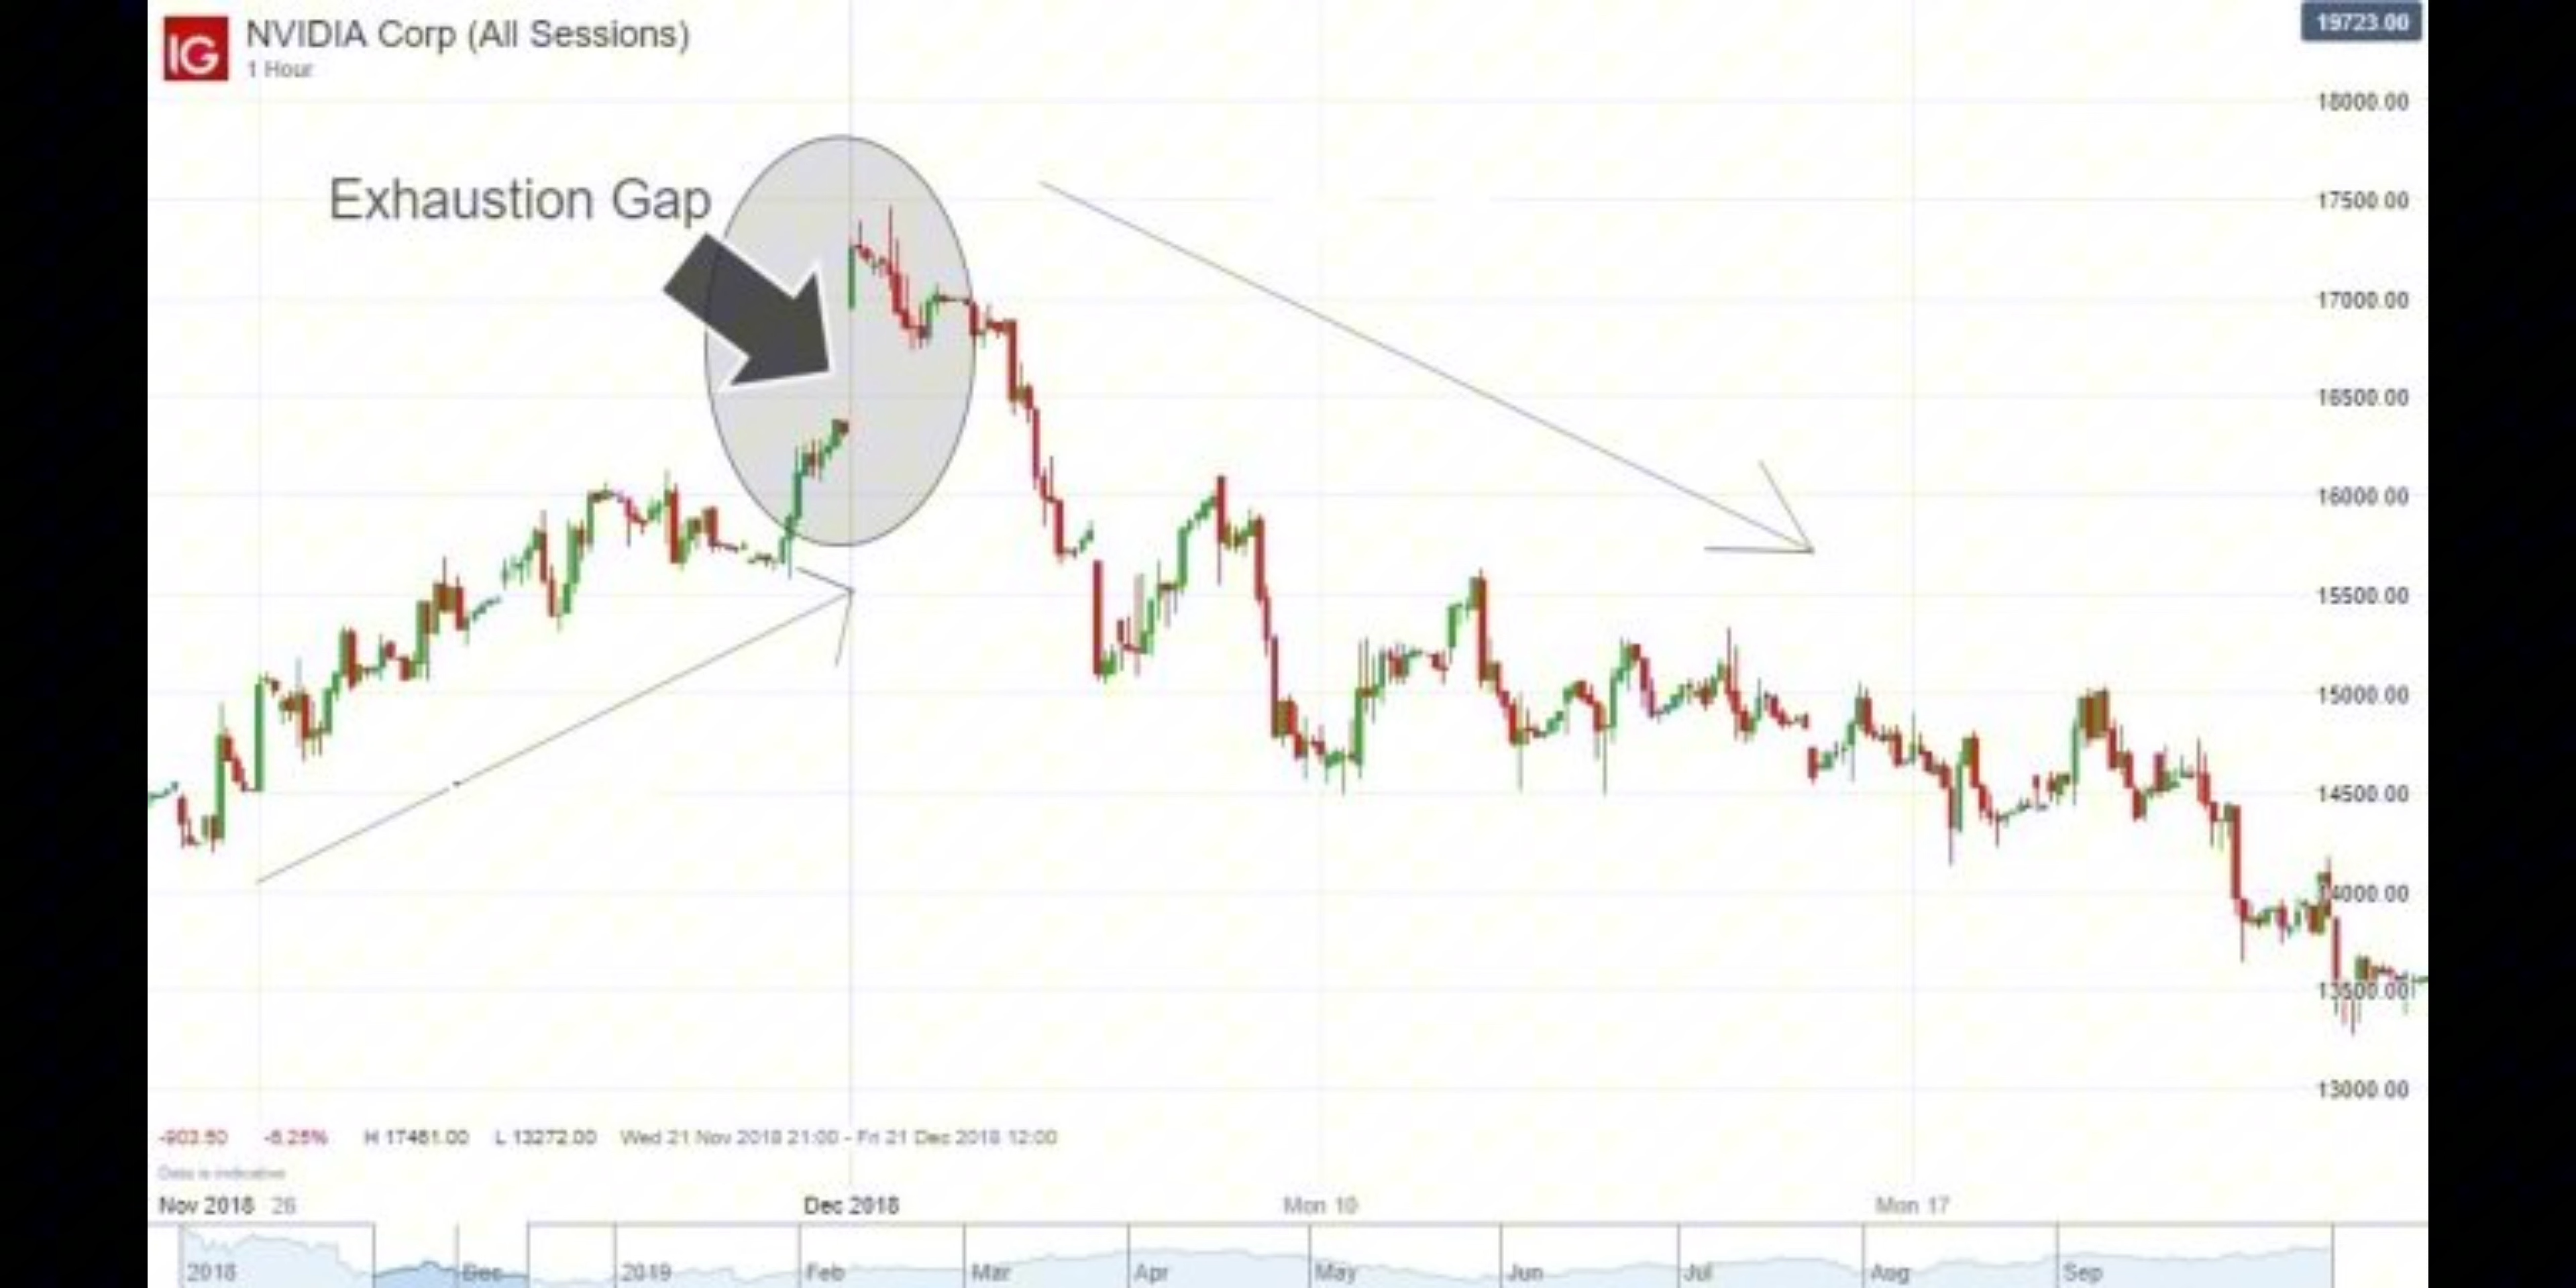 IG
NVIDIA Corp (All Sessions)
1 Hour
19723.00
18000.00
Exhaustion Gap
17500.00
17000.00
16500.00
16000.00
15500.00
15000.00
14500.00
14000.00
13500.00
13000.00
-903.50 H 17461.00 L 13272.00 Wed 21 Nov 2018 21:00 - Fri 21 Dec 2018 12:00
Data is indicative
Nov 2018 26 Dec 2018 Mon 10 Mon 17
2018 Dec 2019 Feb Mar Apr May Jun Jul Aug Sep